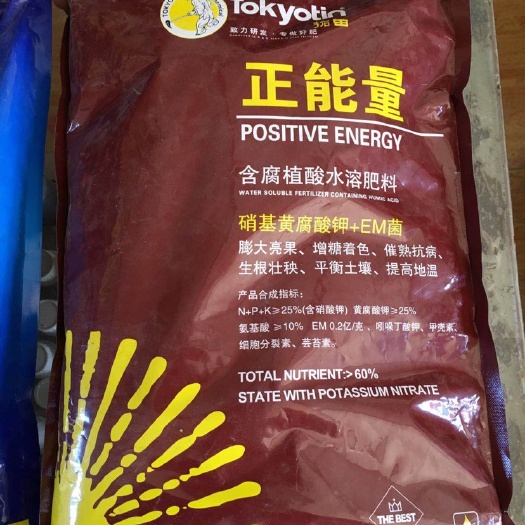 Tokyotin
致力研发·专做好肥
正能量
POSITIVE ENERGY
含腐植酸水溶肥料
WATER SOLUBLE FERTILIZER CONTAINING HUMIC ACID
硝基黄腐酸钾+EM菌
膨大亮果、增糖着色、催熟抗病、
生根壮秧、平衡土壤、提高地温
产品合成指标:
N+P+K≥25%(含硝酸钾) 黄腐酸钾≥25%
氨基酸 ≥10% EM 0.2亿/克 、吲哚丁酸钾、甲壳素、
细胞分裂素、芸苔素。
TOTAL NUTRIENT:>60%
STATE WITH POTASSIUM NITRATE
THE BEST